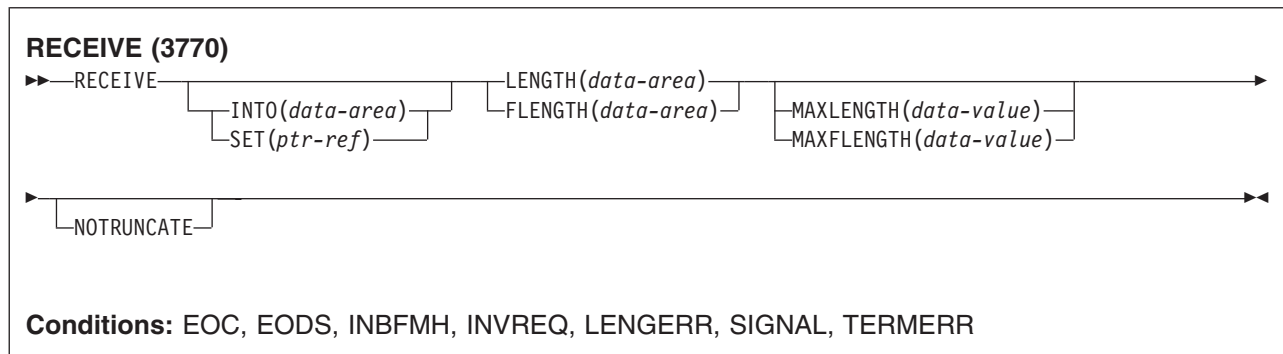 RECEIVE (3770)
RECEIVE LENGTH(data-area)
INTO(data-area) FLENGTH(data-area) MAXLENGTH(data-value)
SET(ptr-ref) MAXFLENGTH(data-value)
NOTRUNCATE
Conditions: EOC, EODS, INBFMH, INVREQ, LENGERR, SIGNAL, TERMERR